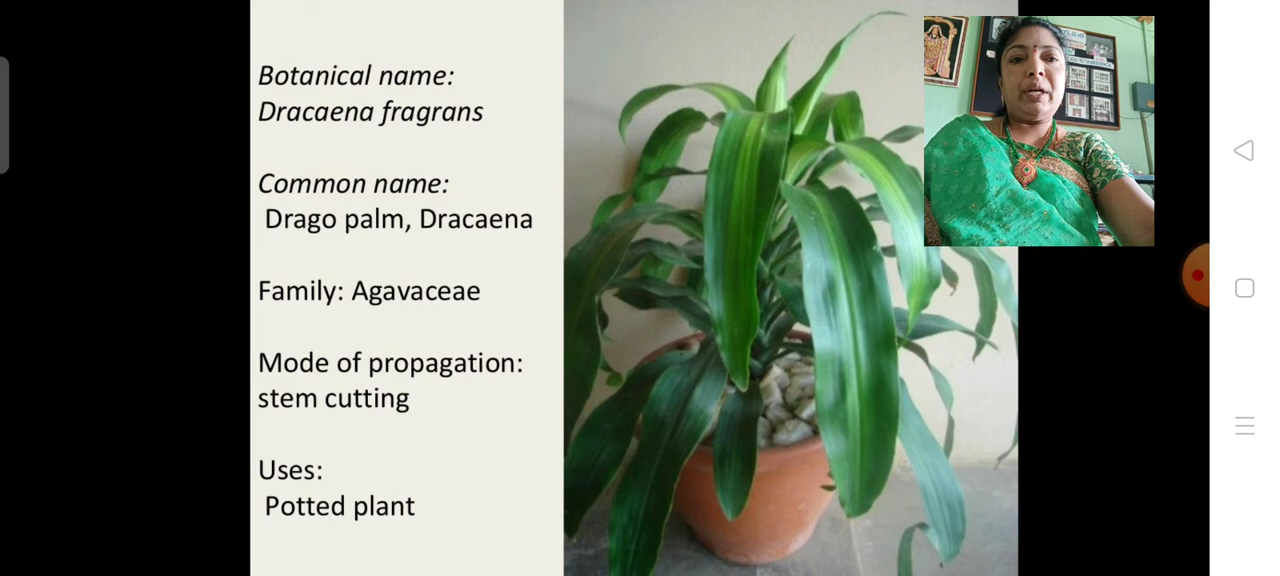 Botanical name:
Dracaena fragrans
Common name:
Drago palm, Dracaena
Family: Agavaceae
Mode of propagation:
stem cutting
Uses:
Potted plant